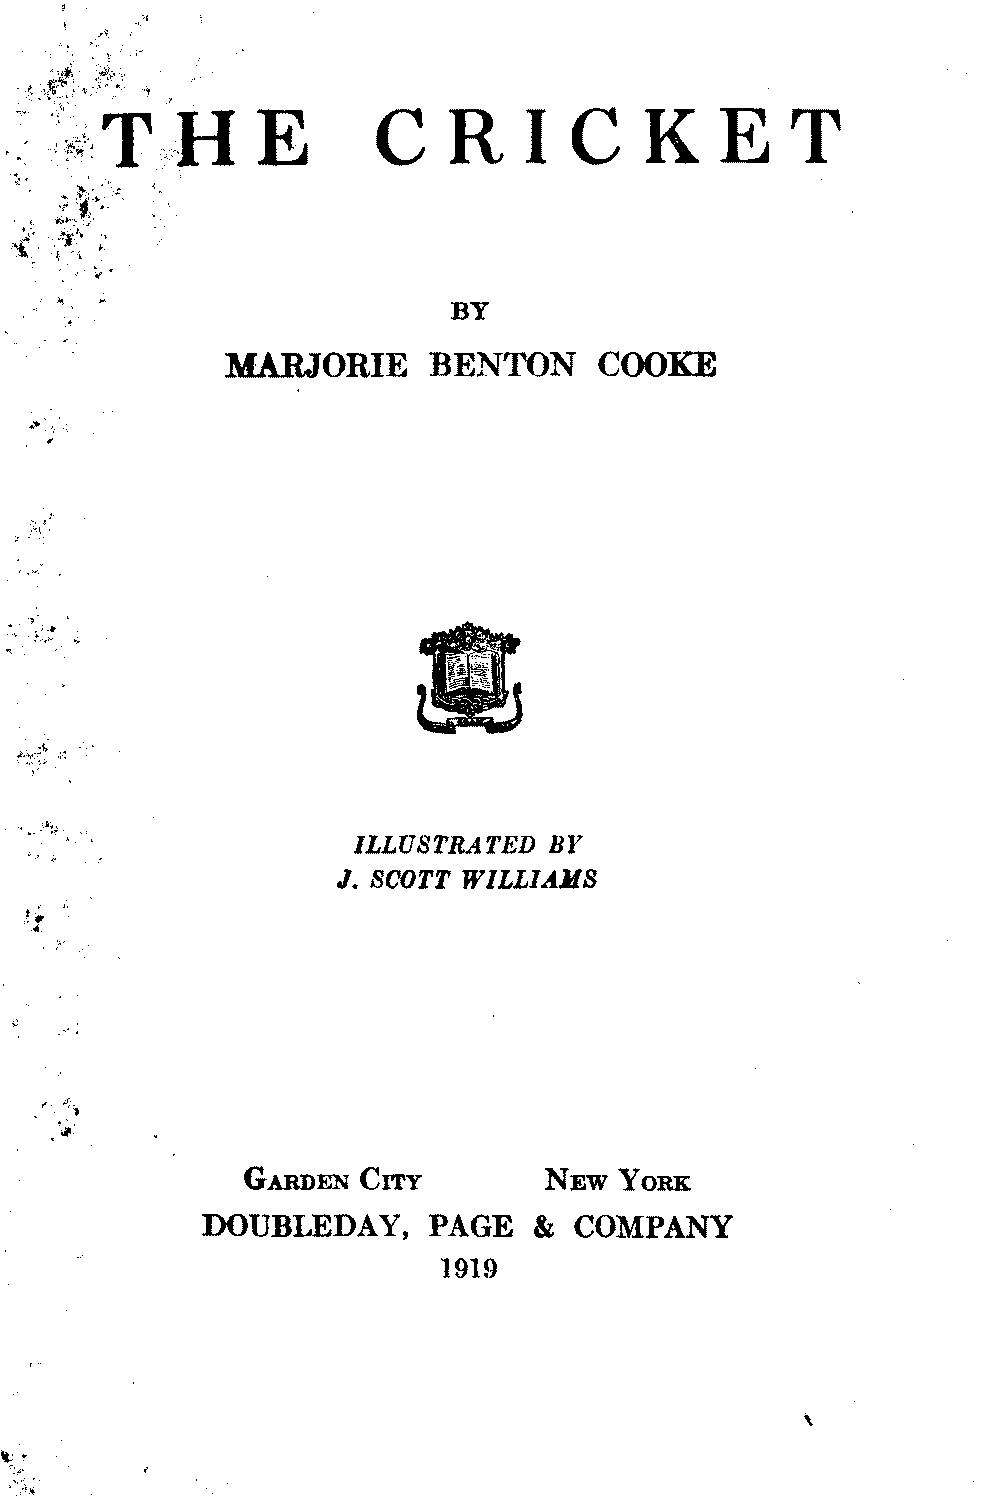 THE CRICKET
BY
MARJORIE BENTON COOKE
ILLUSTRATED BY
J. SCOTT WILLIAMS
GARDEN CITY NEW YORK
DOUBLEDAY, PAGE & COMPANY
1919